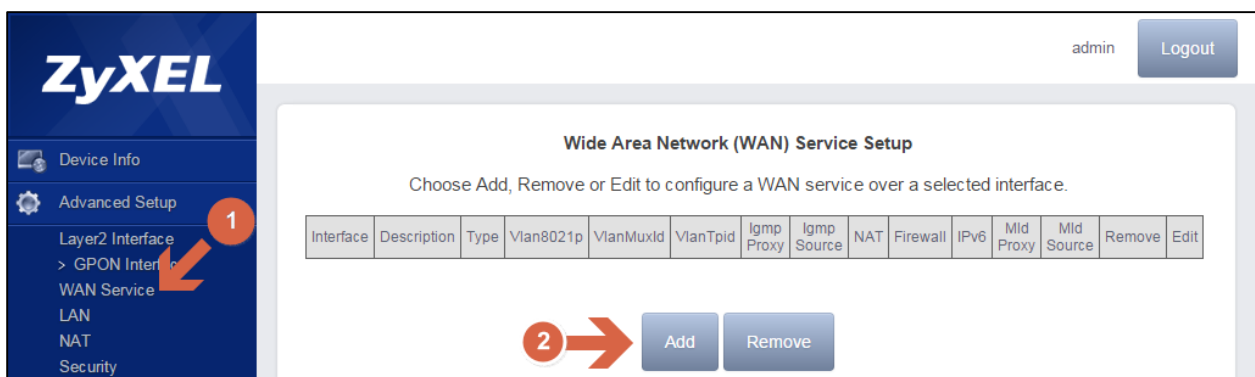 ZyXEL
admin
Logout
Device Info
Advanced Setup
1
Layer2 Interface
> GPON
WAN Service
LAN
NAT
Security
Wide Area Network (WAN) Service Setup
Choose Add, Remove or Edit to configure a WAN service over a selected interface.
Interface Description Type Vlan8021p VlanMuxId VlanTpid Igmp Proxy Igmp Source NAT Firewall IPv6 Mld Proxy Mld Source Remove Edit
2
Add Remove